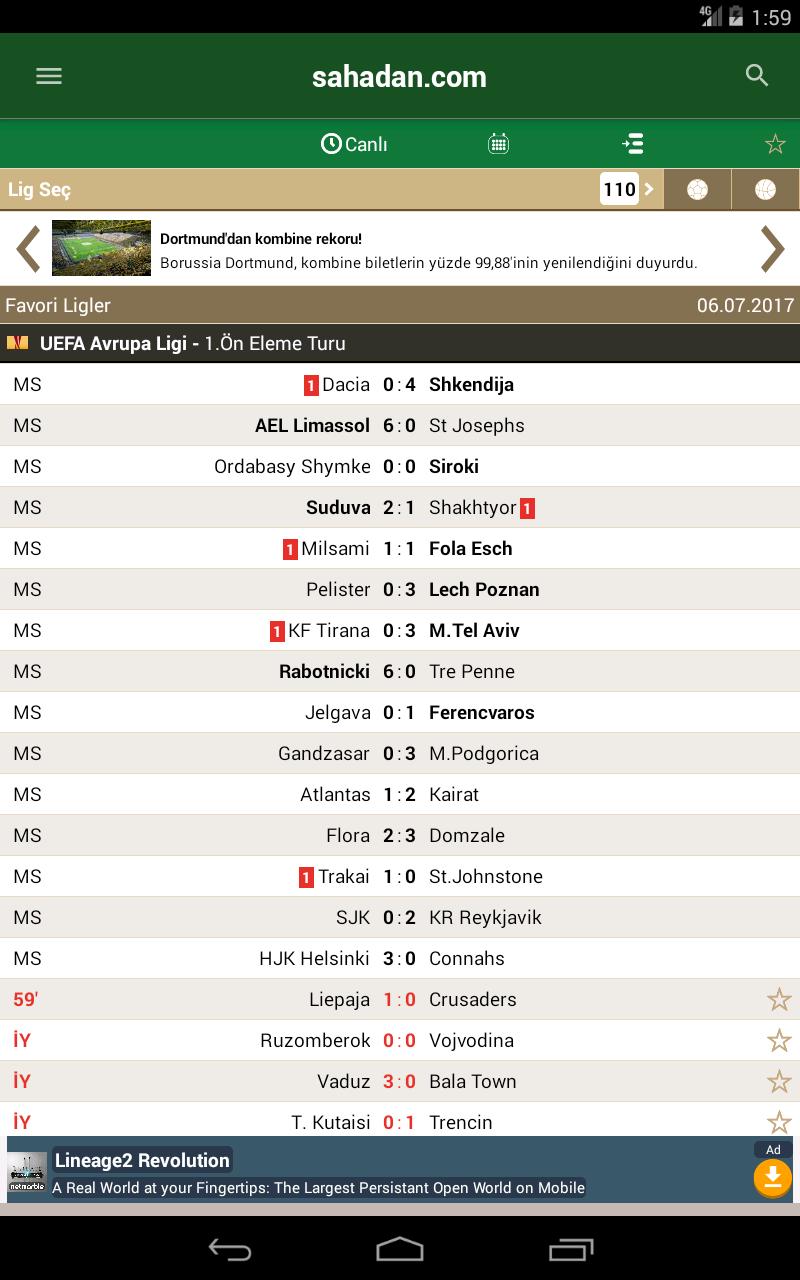 4G 1:59
sahadan.com
Canlı
Lig Seç 110
Dortmund'dan kombine rekoru!
Borussia Dortmund, kombine biletlerin yüzde 99,88'inin yenilendiğini duyurdu.
Favori Ligler 06.07.2017
UEFA Avrupa Ligi - 1.Ön Eleme Turu
MS 1 Dacia 0 : 4 Shkendija
MS AEL Limassol 6 : 0 St Josephs
MS Ordabasy Shymke 0 : 0 Siroki
MS Suduva 2 : 1 Shakhtyor 1
MS 1 Milsami 1 : 1 Fola Esch
MS Pelister 0 : 3 Lech Poznan
MS 1 KF Tirana 0 : 3 M.Tel Aviv
MS Rabotnicki 6 : 0 Tre Penne
MS Jelgava 0 : 1 Ferencvaros
MS Gandzasar 0 : 3 M.Podgorica
MS Atlantas 1 : 2 Kairat
MS Flora 2 : 3 Domzale
MS 1 Trakai 1 : 0 St.Johnstone
MS SJK 0 : 2 KR Reykjavik
MS HJK Helsinki 3 : 0 Connahs
59' Liepaja 1 : 0 Crusaders
İY Ruzomberok 0 : 0 Vojvodina
İY Vaduz 3 : 0 Bala Town
İY T. Kutaisi 0 : 1 Trencin
netmarble
Lineage2 Revolution
Ad
A Real World at your Fingertips: The Largest Persistant Open World on Mobile